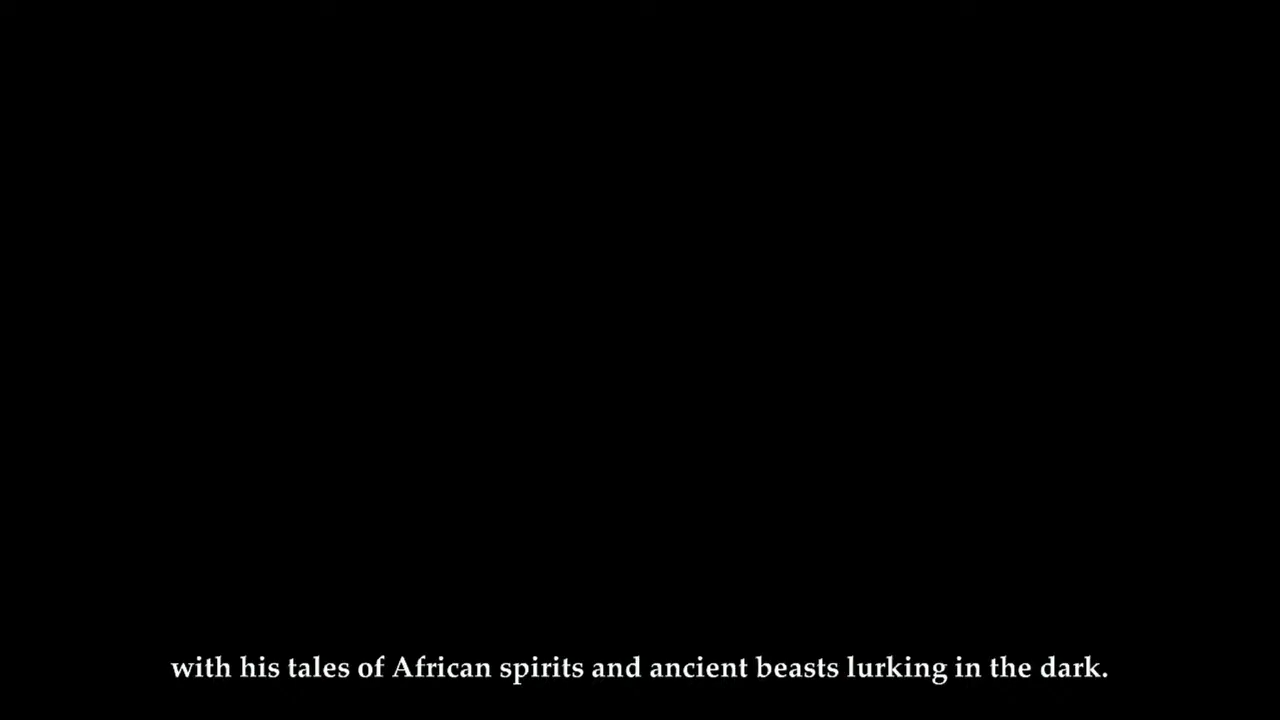 with his tales of African spirits and ancient beasts lurking in the dark.